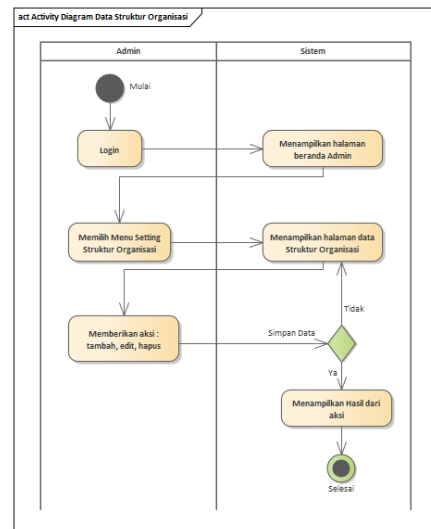 act Activity Diagram Data Struktur Organisasi
Admin
Sistem
Mulai
Login
Menampilkan halaman
beranda Admin
Memilih Menu Setting
Struktur Organisasi
Menampilkan halaman data
Struktur Organisasi
Tidak
Memberikan aksi :
tambah, edit, hapus
Simpan Data
Ya
Menampilkan Hasil dari
aksi
Selesai